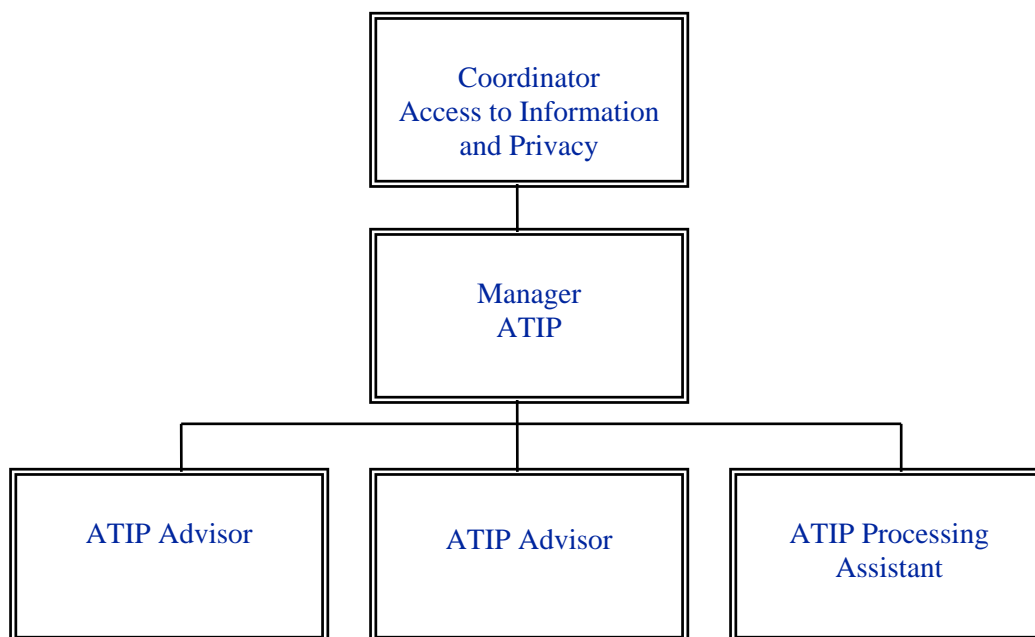 Coordinator
Access to Information
and Privacy
Manager
ATIP
ATIP Advisor
ATIP Advisor
ATIP Processing
Assistant